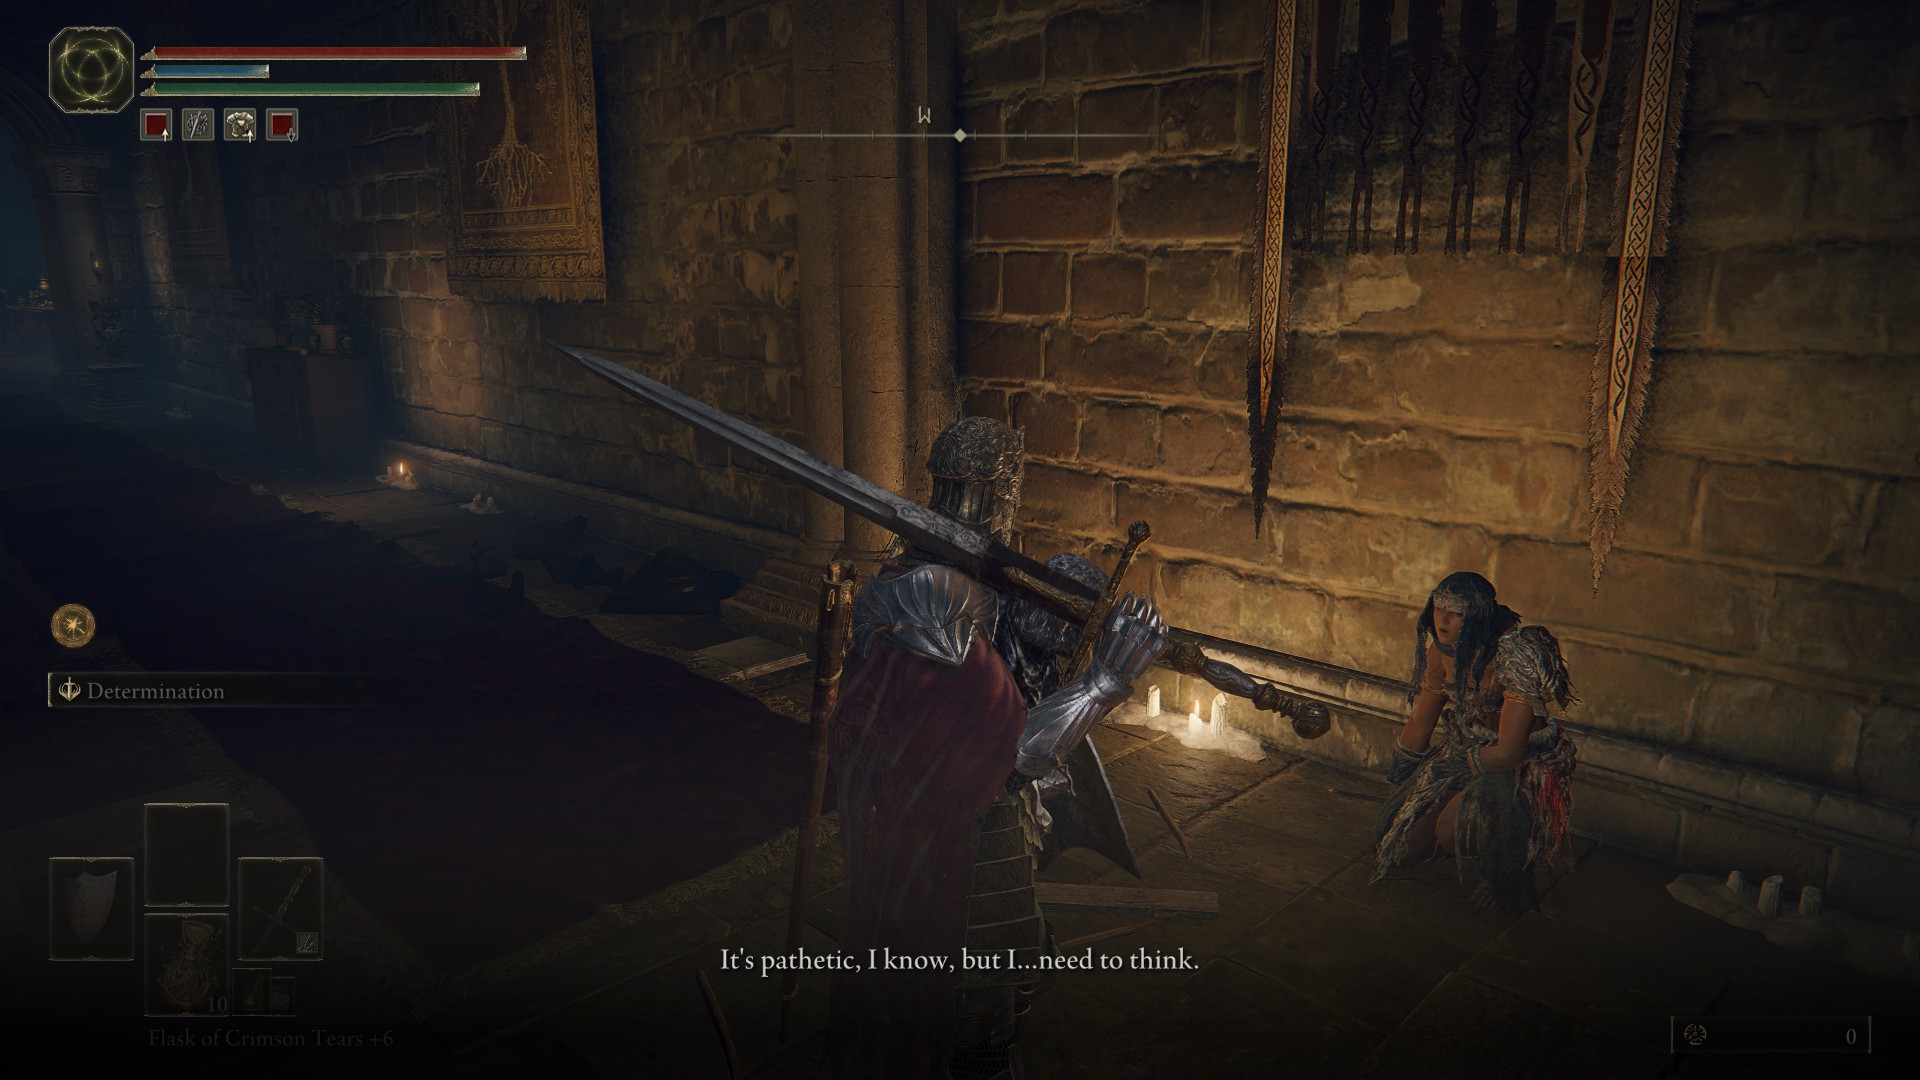 W
Determination
It's pathetic, I know, but I...need to think.
10
Flask of Crimson Tears +6
0